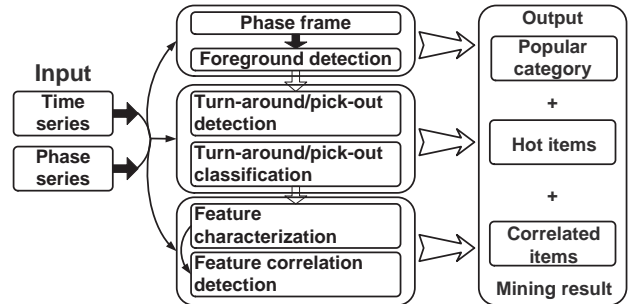 Input
Time
series
Phase
series
Phase frame
Foreground detection
Turn-around/pick-out
detection
Turn-around/pick-out
classification
Feature
characterization
Feature correlation
detection
Output
Popular
category
+
Hot items
+
Correlated
items
Mining result